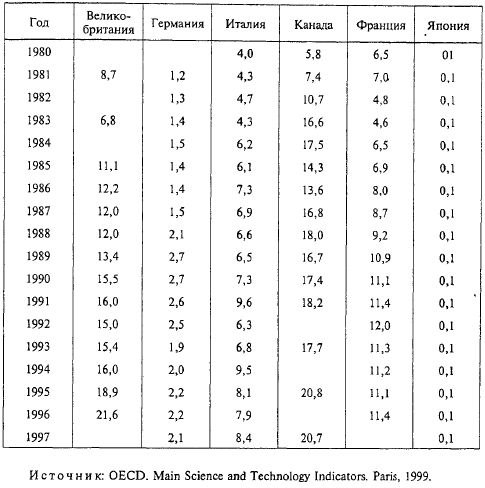 Год Велико-британия Германия Италия Канада Франция Япония
1980 4,0 5,8 6,5 01
1981 8,7 1,2 4,3 7,4 7,0 0,1
1982 1,3 4,7 10,7 4,8 0,1
1983 6,8 1,4 4,3 16,6 4,6 0,1
1984 1,5 6,2 17,5 6,5 0,1
1985 11,1 1,4 6,1 14,3 6,9 0,1
1986 12,2 1,4 7,3 13,6 8,0 0,1
1987 12,0 1,5 6,9 16,8 8,7 0,1
1988 12,0 2,1 6,6 18,0 9,2 0,1
1989 13,4 2,7 6,5 16,7 10,9 0,1
1990 15,5 2,7 7,3 17,4 11,1 0,1
1991 16,0 2,6 9,6 18,2 11,4 0,1
1992 15,0 2,5 6,3 12,0 0,1
1993 15,4 1,9 6,8 17,7 11,3 0,1
1994 16,0 2,0 9,5 11,2 0,1
1995 18,9 2,2 8,1 20,8 11,1 0,1
1996 21,6 2,2 7,9 11,4 0,1
1997 2,1 8,4 20,7 0,1
Источник: OECD. Main Science and Technology Indicators. Paris, 1999.